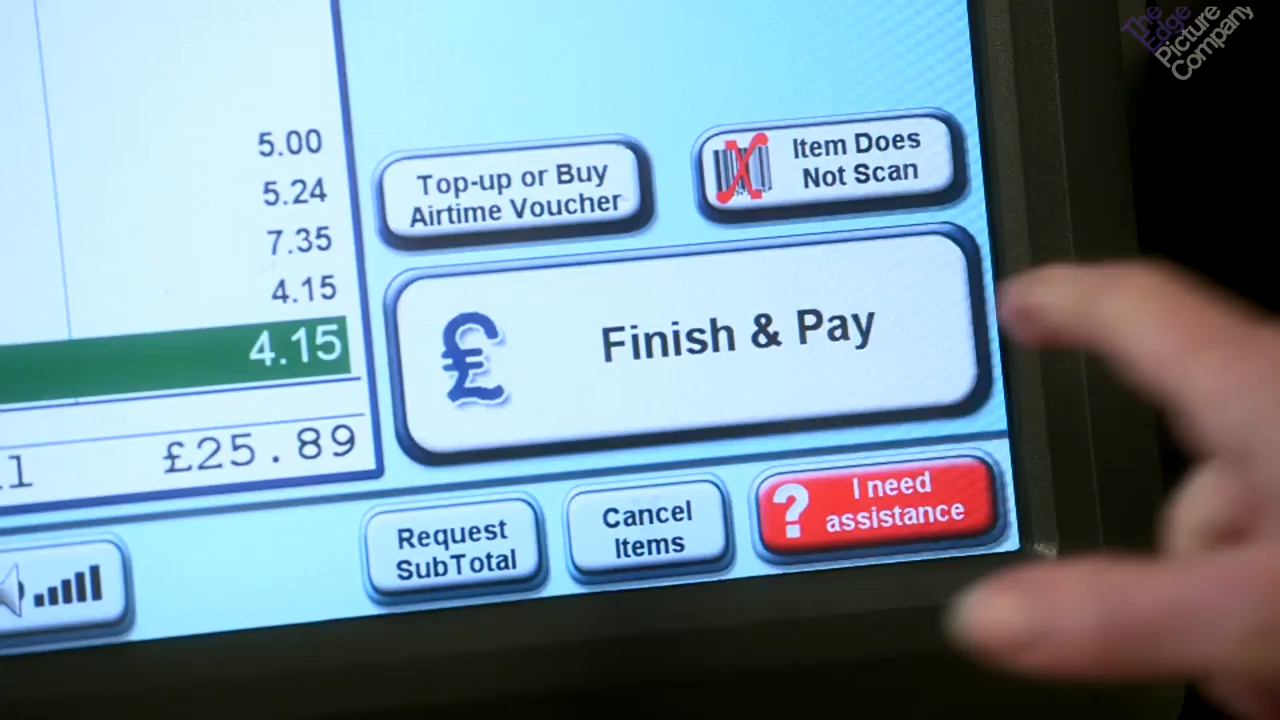 The
Edge
Picture
Company
5.00
5.24
7.35
4.15
4.15
£25.89
Top-up or Buy
Airtime Voucher
Item Does
Not Scan
£
Finish & Pay
Request
SubTotal
Cancel
Items
?
I need
assistance